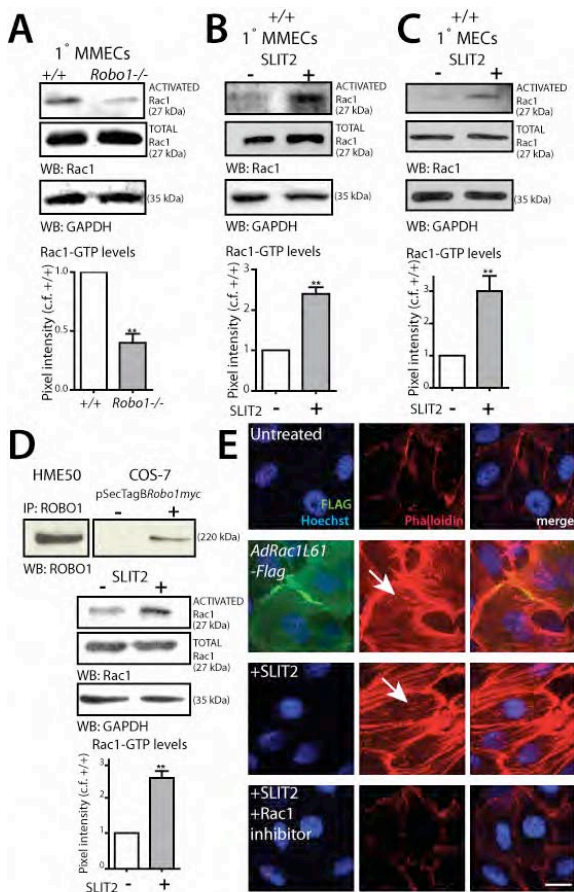 A
1° MMECs
+/+ Robo1-/-
ACTIVATED
Rac1
(27 kDa)
TOTAL
Rac1
(27 kDa)
WB: Rac1
(35 kDa)
WB: GAPDH
Rac1-GTP levels
Pixel intensity (c.f. +/+)
1.0
0.5
0.0
**
+/+ Robo1-/-
B
+/+
1° MMECs
SLIT2
- +
ACTIVATED
Rac1
(27 kDa)
TOTAL
Rac1
(27 kDa)
WB: Rac1
(35 kDa)
WB: GAPDH
Rac1-GTP levels
Pixel intensity (c.f. +/+)
3
2
1
0
**
SLIT2 - +
C
+/+
1° MECs
SLIT2
- +
ACTIVATED
Rac1
(27 kDa)
TOTAL
Rac1
(27 kDa)
WB: Rac1
(35 kDa)
WB: GAPDH
Rac1-GTP levels
Pixel intensity (c.f. +/+)
3
2
1
0
**
SLIT2 - +
D
HME50 COS-7
pSecTagBRobo1myc
IP: ROBO1 - +
(220 kDa)
WB: ROBO1
SLIT2
- +
ACTIVATED
Rac1
(27 kDa)
TOTAL
Rac1
(27 kDa)
WB: Rac1
(35 kDa)
WB: GAPDH
Rac1-GTP levels
Pixel intensity (c.f. +/+)
3
2
1
0
**
SLIT2 - +
E
Untreated
FLAG
Hoechst
Phalloidin
merge
AdRac1L61
-Flag
+SLIT2
+SLIT2
+Rac1
inhibitor